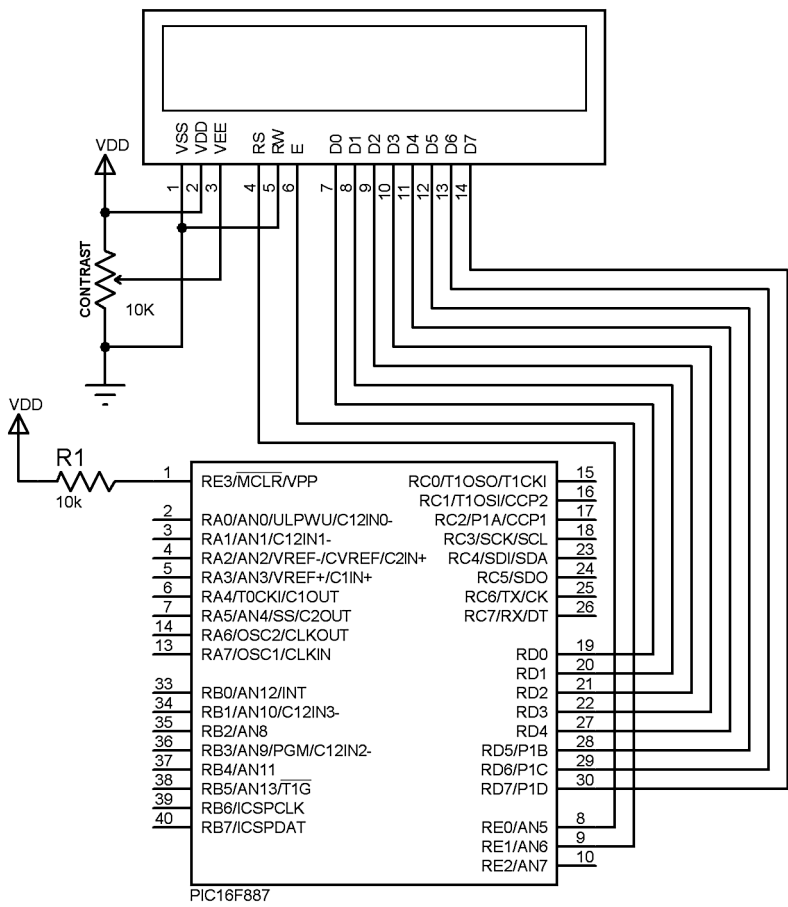 VSS VDD VEE RS RW E D0 D1 D2 D3 D4 D5 D6 D7
1 2 3 4 5 6 7 8 9 10 11 12 13 14
VDD
CONTRAST
10K
VDD
R1
10k
1 RE3/MCLR/VPP
2 RA0/AN0/ULPWU/C12IN0-
3 RA1/AN1/C12IN1-
4 RA2/AN2/VREF-/CVREF/C2IN+
5 RA3/AN3/VREF+/C1IN+
6 RA4/T0CKI/C1OUT
7 RA5/AN4/SS/C2OUT
14 RA6/OSC2/CLKOUT
13 RA7/OSC1/CLKIN
33 RB0/AN12/INT
34 RB1/AN10/C12IN3-
35 RB2/AN8
36 RB3/AN9/PGM/C12IN2-
37 RB4/AN11
38 RB5/AN13/T1G
39 RB6/ICSPCLK
40 RB7/ICSPDAT
RC0/T1OSO/T1CKI 15
RC1/T1OSI/CCP2 16
RC2/P1A/CCP1 17
RC3/SCK/SCL 18
RC4/SDI/SDA 23
RC5/SDO 24
RC6/TX/CK 25
RC7/RX/DT 26
RD0 19
RD1 20
RD2 21
RD3 22
RD4 27
RD5/P1B 28
RD6/P1C 29
RD7/P1D 30
RE0/AN5 8
RE1/AN6 9
RE2/AN7 10
PIC16F887